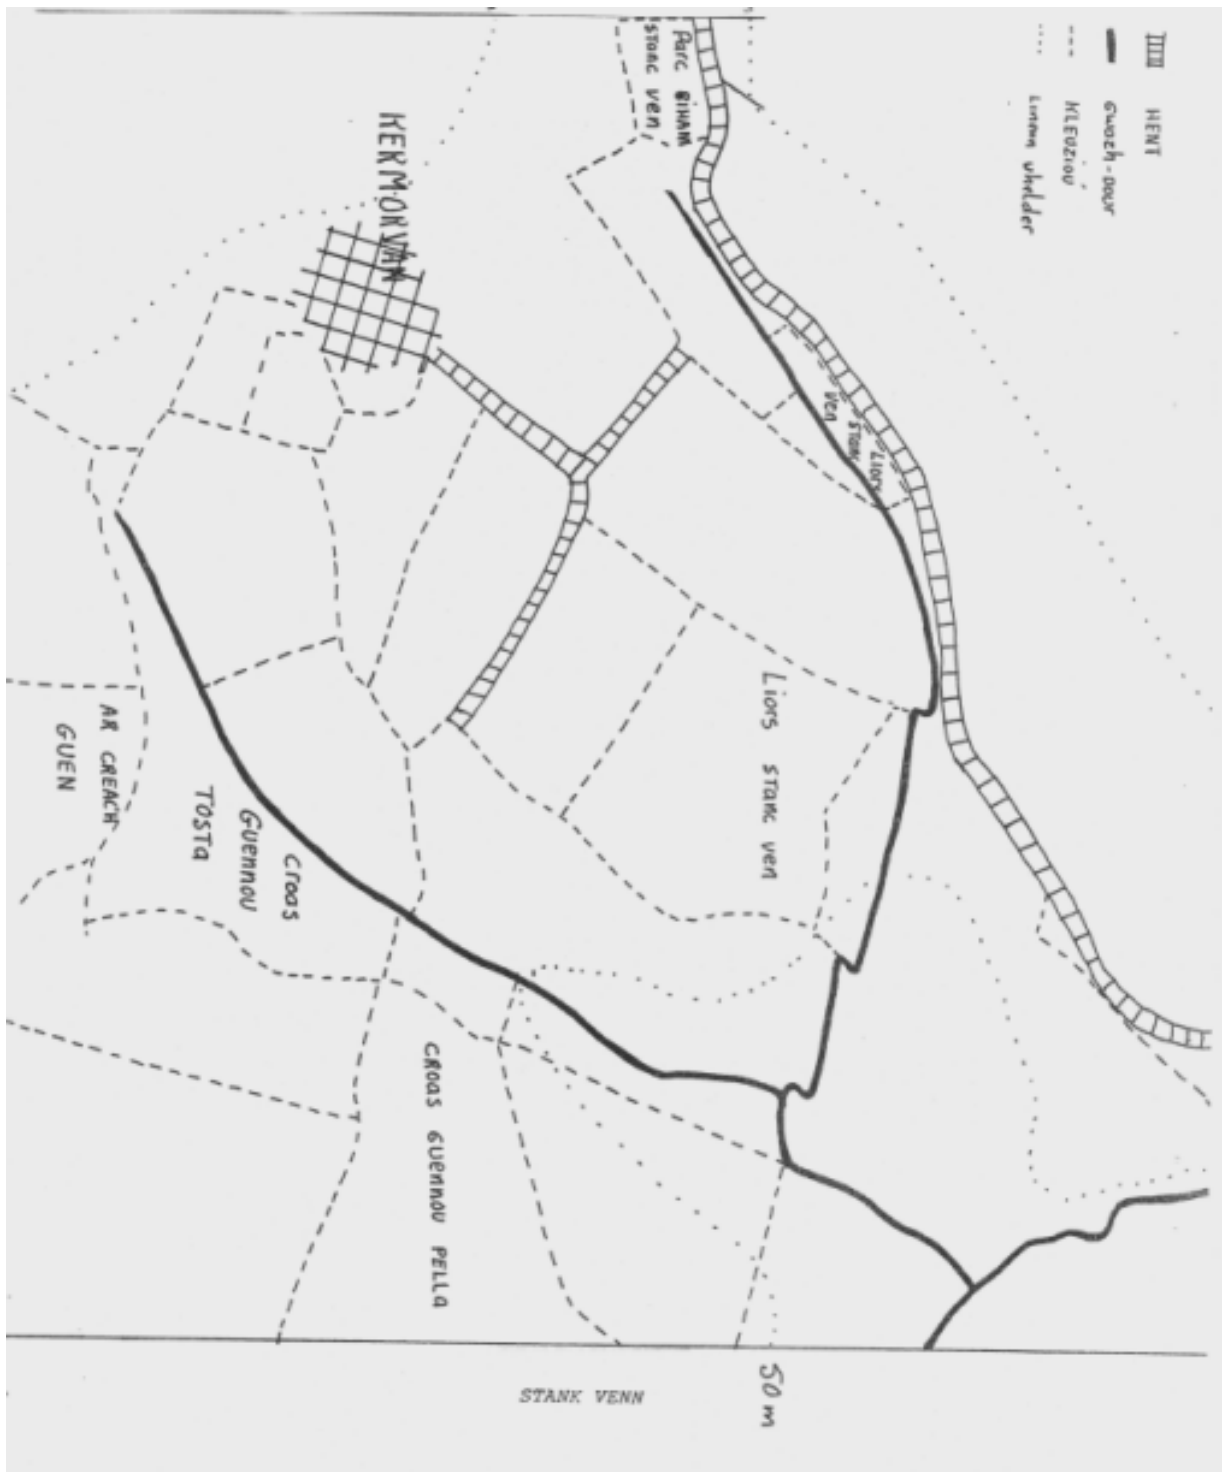 HENT
Gwazh-dour
KLEUZIOU
Linenn uhelder
Parc BIHAM
STanc ven
KERMORVAN
Liors
STanc
ven
Liors STanc ven
AR CREACH
GUEN
Croas
Guennou
TOSTa
CROas GUennou PELLa
50 m
STANK VENN